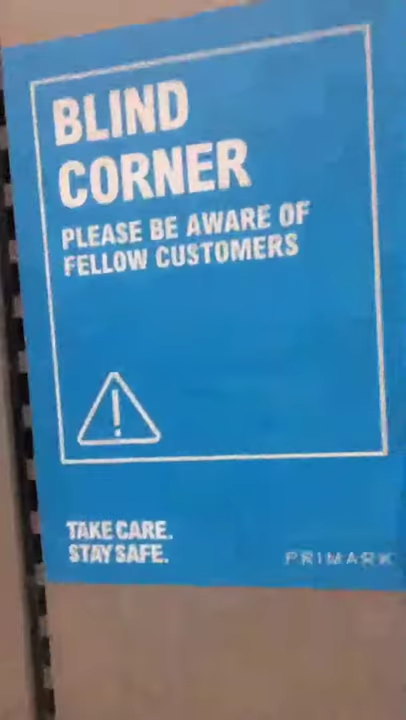 BLIND
CORNER
PLEASE BE AWARE OF
FELLOW CUSTOMERS
TAKE CARE.
STAY SAFE.
PRIMARK